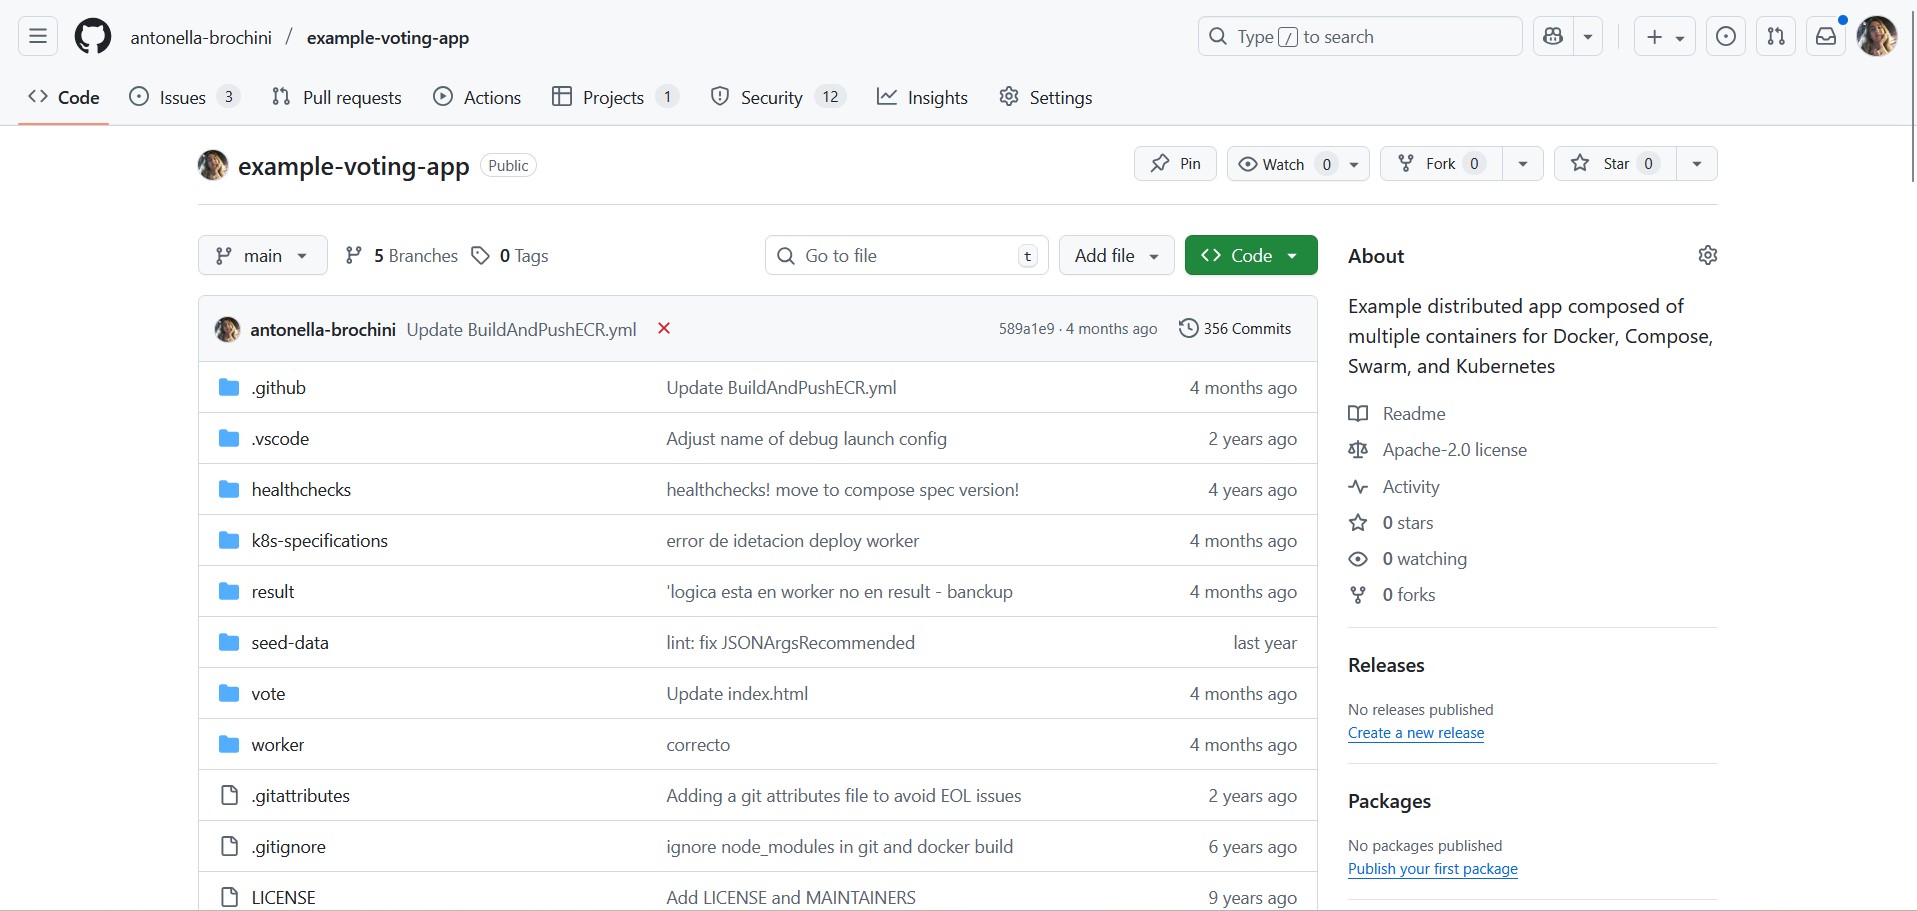 antonella-brochini / example-voting-app
Type / to search
Code
Issues 3
Pull requests
Actions
Projects 1
Security 12
Insights
Settings
example-voting-app Public
Pin
Watch 0
Fork 0
Star 0
main
5 Branches
0 Tags
Go to file t
Add file
Code
antonella-brochini Update BuildAndPushECR.yml 589a1e9 · 4 months ago 356 Commits
.github Update BuildAndPushECR.yml 4 months ago
.vscode Adjust name of debug launch config 2 years ago
healthchecks healthchecks! move to compose spec version! 4 years ago
k8s-specifications error de idetacion deploy worker 4 months ago
result 'logica esta en worker no en result - banckup 4 months ago
seed-data lint: fix JSONArgsRecommended last year
vote Update index.html 4 months ago
worker correcto 4 months ago
.gitattributes Adding a git attributes file to avoid EOL issues 2 years ago
.gitignore ignore node_modules in git and docker build 6 years ago
LICENSE Add LICENSE and MAINTAINERS 9 years ago
About
Example distributed app composed of
multiple containers for Docker, Compose,
Swarm, and Kubernetes
Readme
Apache-2.0 license
Activity
0 stars
0 watching
0 forks
Releases
No releases published
Create a new release
Packages
No packages published
Publish your first package